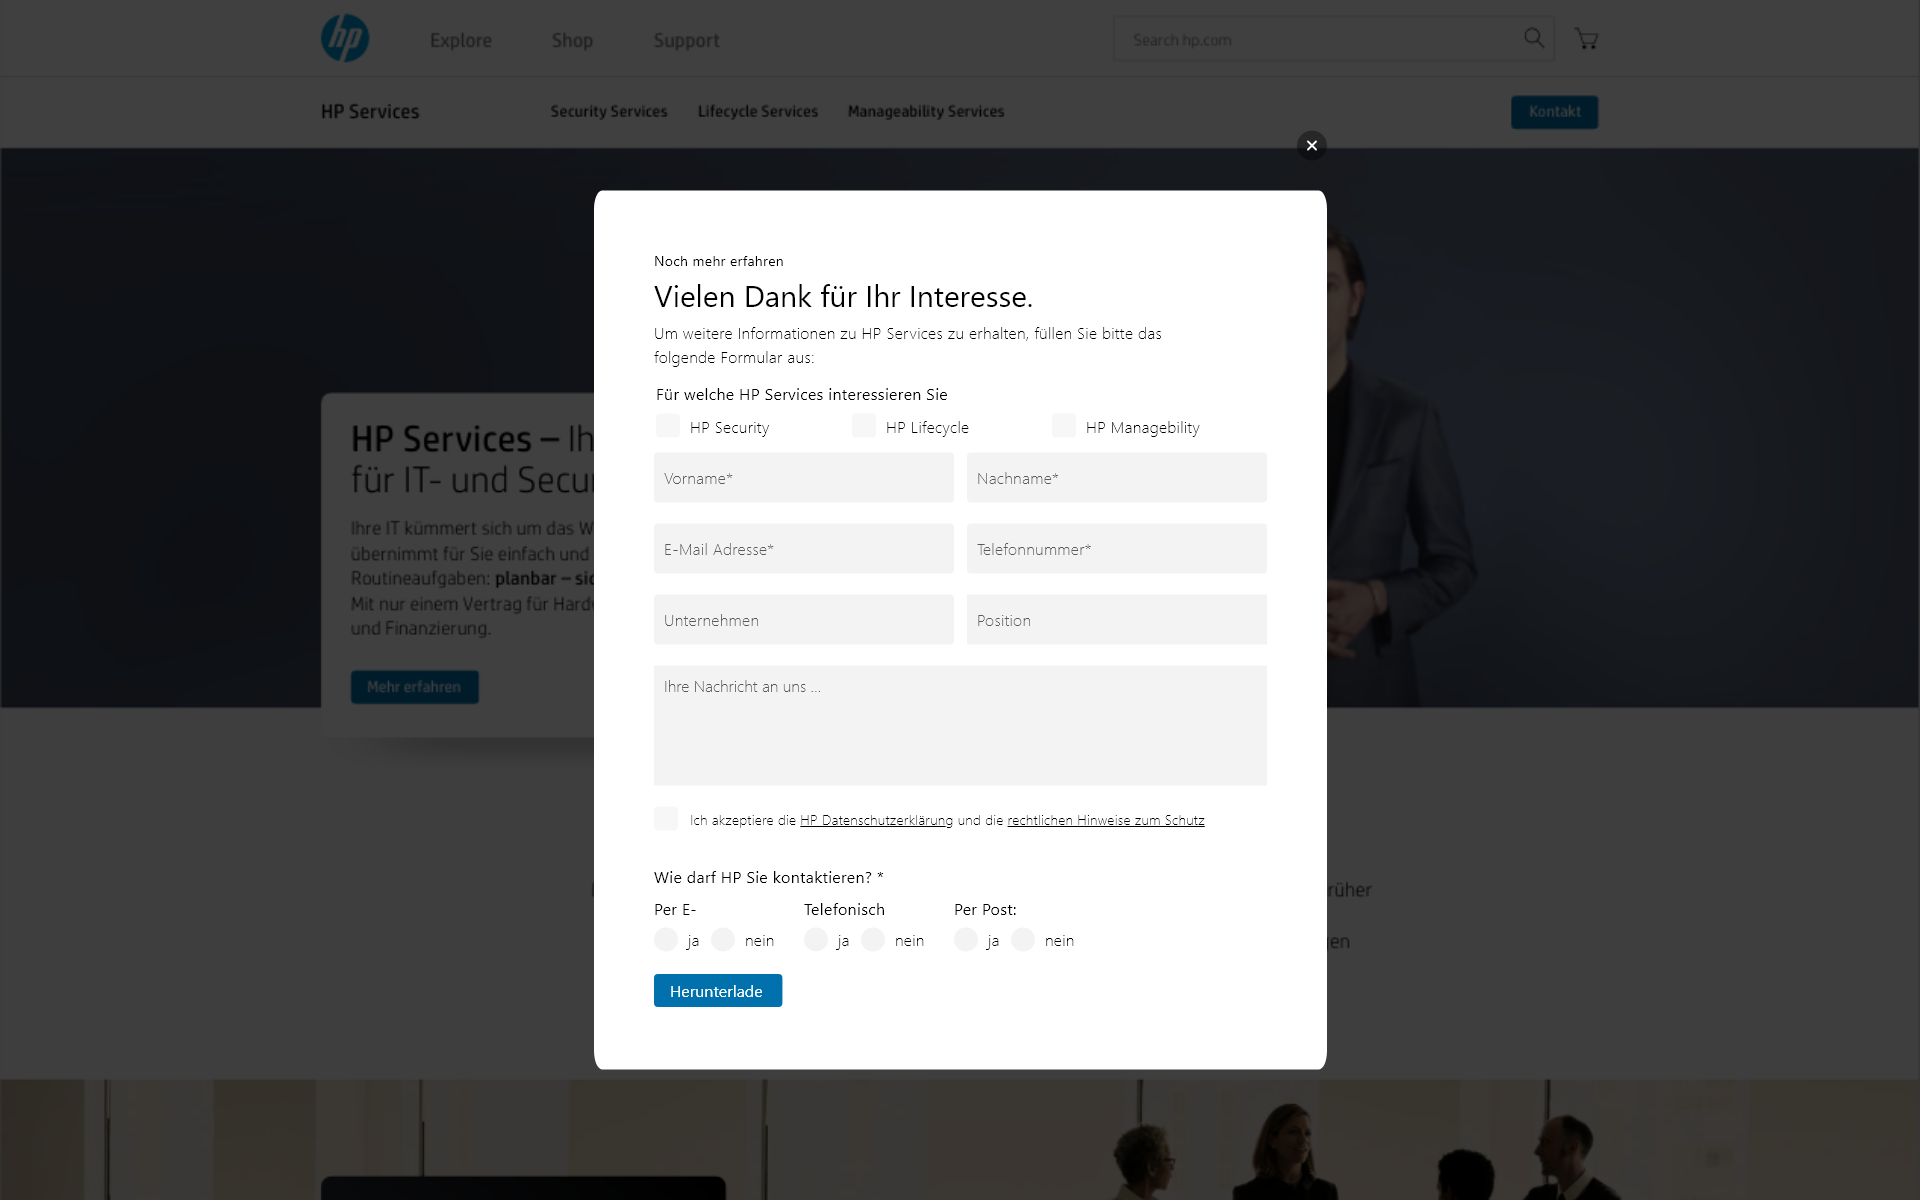 hp
Explore
Shop
Support
Search hp.com
HP Services
Security Services
Lifecycle Services
Manageability Services
Kontakt
HP Services – Ih
für IT- und Secu
Ihre IT kümmert sich um das W
übernimmt für Sie einfach und
Routineaufgaben: planbar – sic
Mit nur einem Vertrag für Hard
und Finanzierung.
Mehr erfahren
Noch mehr erfahren
Vielen Dank für Ihr Interesse.
Um weitere Informationen zu HP Services zu erhalten, füllen Sie bitte das
folgende Formular aus:
Für welche HP Services interessieren Sie
HP Security
HP Lifecycle
HP Managebility
Vorname*
Nachname*
E-Mail Adresse*
Telefonnummer*
Unternehmen
Position
Ihre Nachricht an uns ...
Ich akzeptiere die HP Datenschutzerklärung und die rechtlichen Hinweise zum Schutz
Wie darf HP Sie kontaktieren? *
Per E-
Telefonisch
Per Post:
ja nein
ja nein
ja nein
Herunterlade
rüher
en